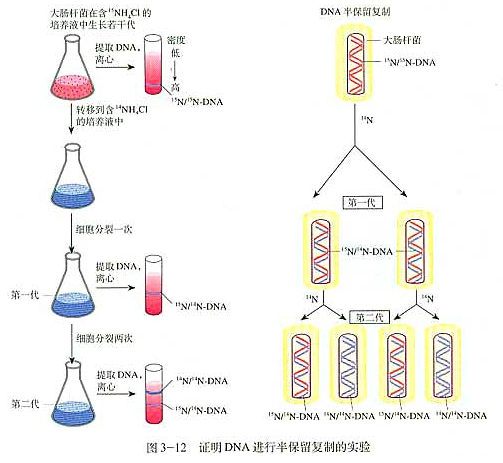 大肠杆菌在含¹⁵NH₄Cl的
培养液中生长若干代
提取DNA，
离心
密度
低
高
¹⁵N/¹⁵N-DNA
转移到含¹⁴NH₄Cl
的培养液中
细胞分裂一次
第一代
提取DNA，
离心
¹⁵N/¹⁴N-DNA
细胞分裂两次
第二代
提取DNA，
离心
¹⁴N/¹⁴N-DNA
¹⁵N/¹⁴N-DNA
DNA半保留复制
大肠杆菌
¹⁵N/¹⁵N-DNA
¹⁴N
第一代
¹⁵N/¹⁴N-DNA
¹⁴N
¹⁴N
第二代
¹⁵N/¹⁴N-DNA
¹⁴N/¹⁴N-DNA
¹⁵N/¹⁴N-DNA
¹⁴N/¹⁴N-DNA
图 3-12 证明DNA进行半保留复制的实验